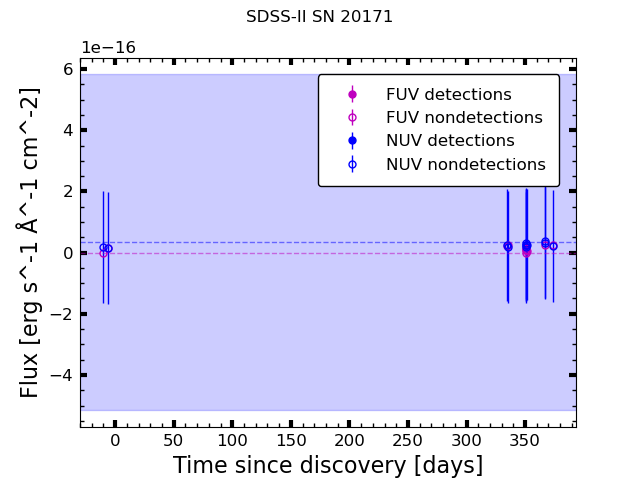 SDSS-II SN 20171
1e−16
6
4
2
0
−2
−4
FUV detections
FUV nondetections
NUV detections
NUV nondetections
Flux [erg s^-1 Å^-1 cm^-2]
0 50 100 150 200 250 300 350
Time since discovery [days]